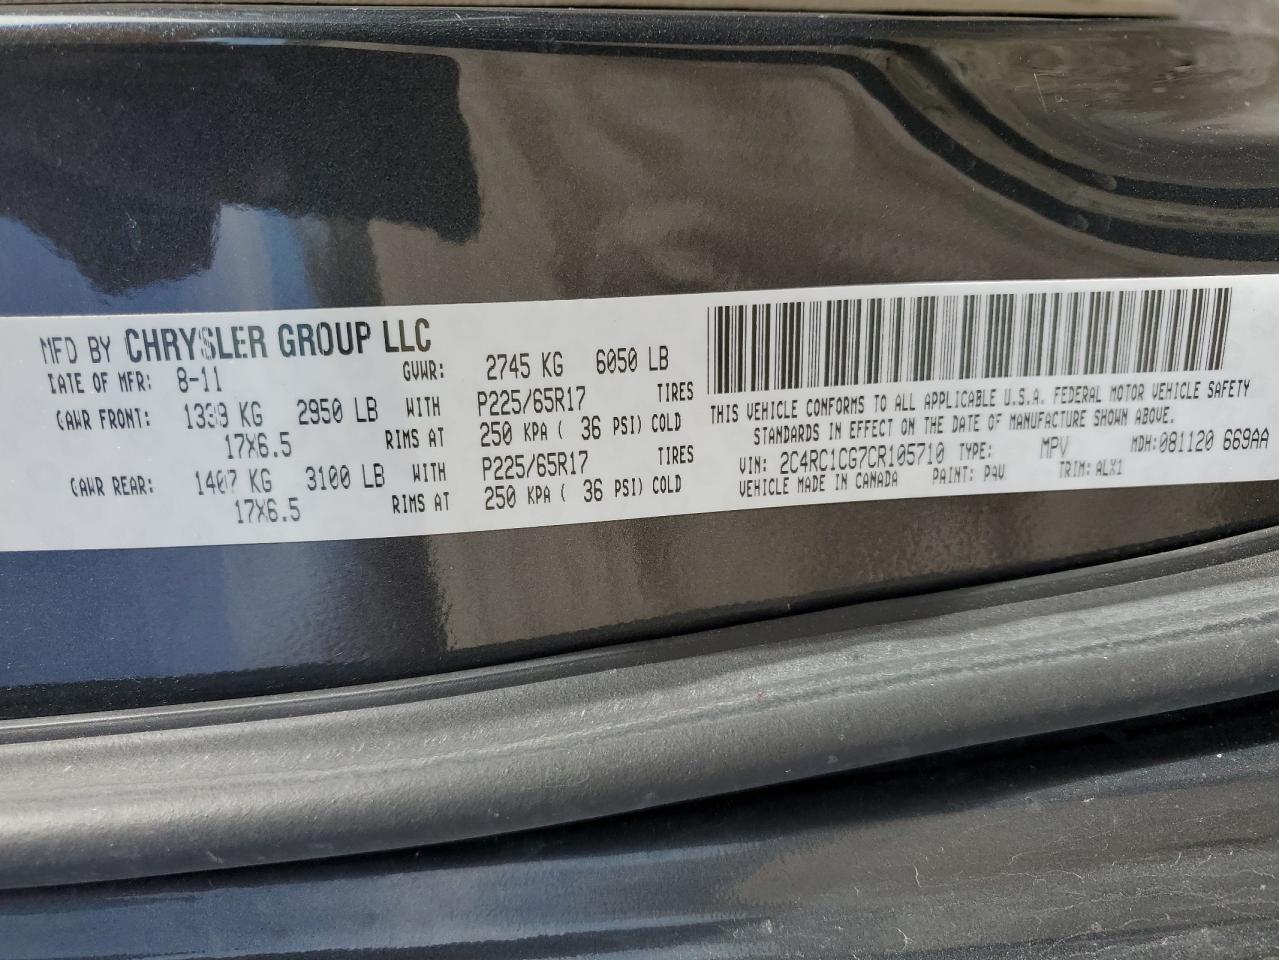 MFD BY CHRYSLER GROUP LLC
DATE OF MFR: 8-11 GVWR: 2745 KG 6050 LB
GAWR FRONT: 1339 KG 2950 LB WITH P225/65R17 TIRES
17X6.5 RIMS AT 250 KPA ( 36 PSI) COLD
GAWR REAR: 1407 KG 3100 LB WITH P225/65R17 TIRES
17X6.5 RIMS AT 250 KPA ( 36 PSI) COLD
THIS VEHICLE CONFORMS TO ALL APPLICABLE U.S.A. FEDERAL MOTOR VEHICLE SAFETY
STANDARDS IN EFFECT ON THE DATE OF MANUFACTURE SHOWN ABOVE.
VIN: 2C4RC1CG7CR105710 TYPE: MPV MDH:081120 669AA
VEHICLE MADE IN CANADA PAINT: PAV TRIM: ALX1